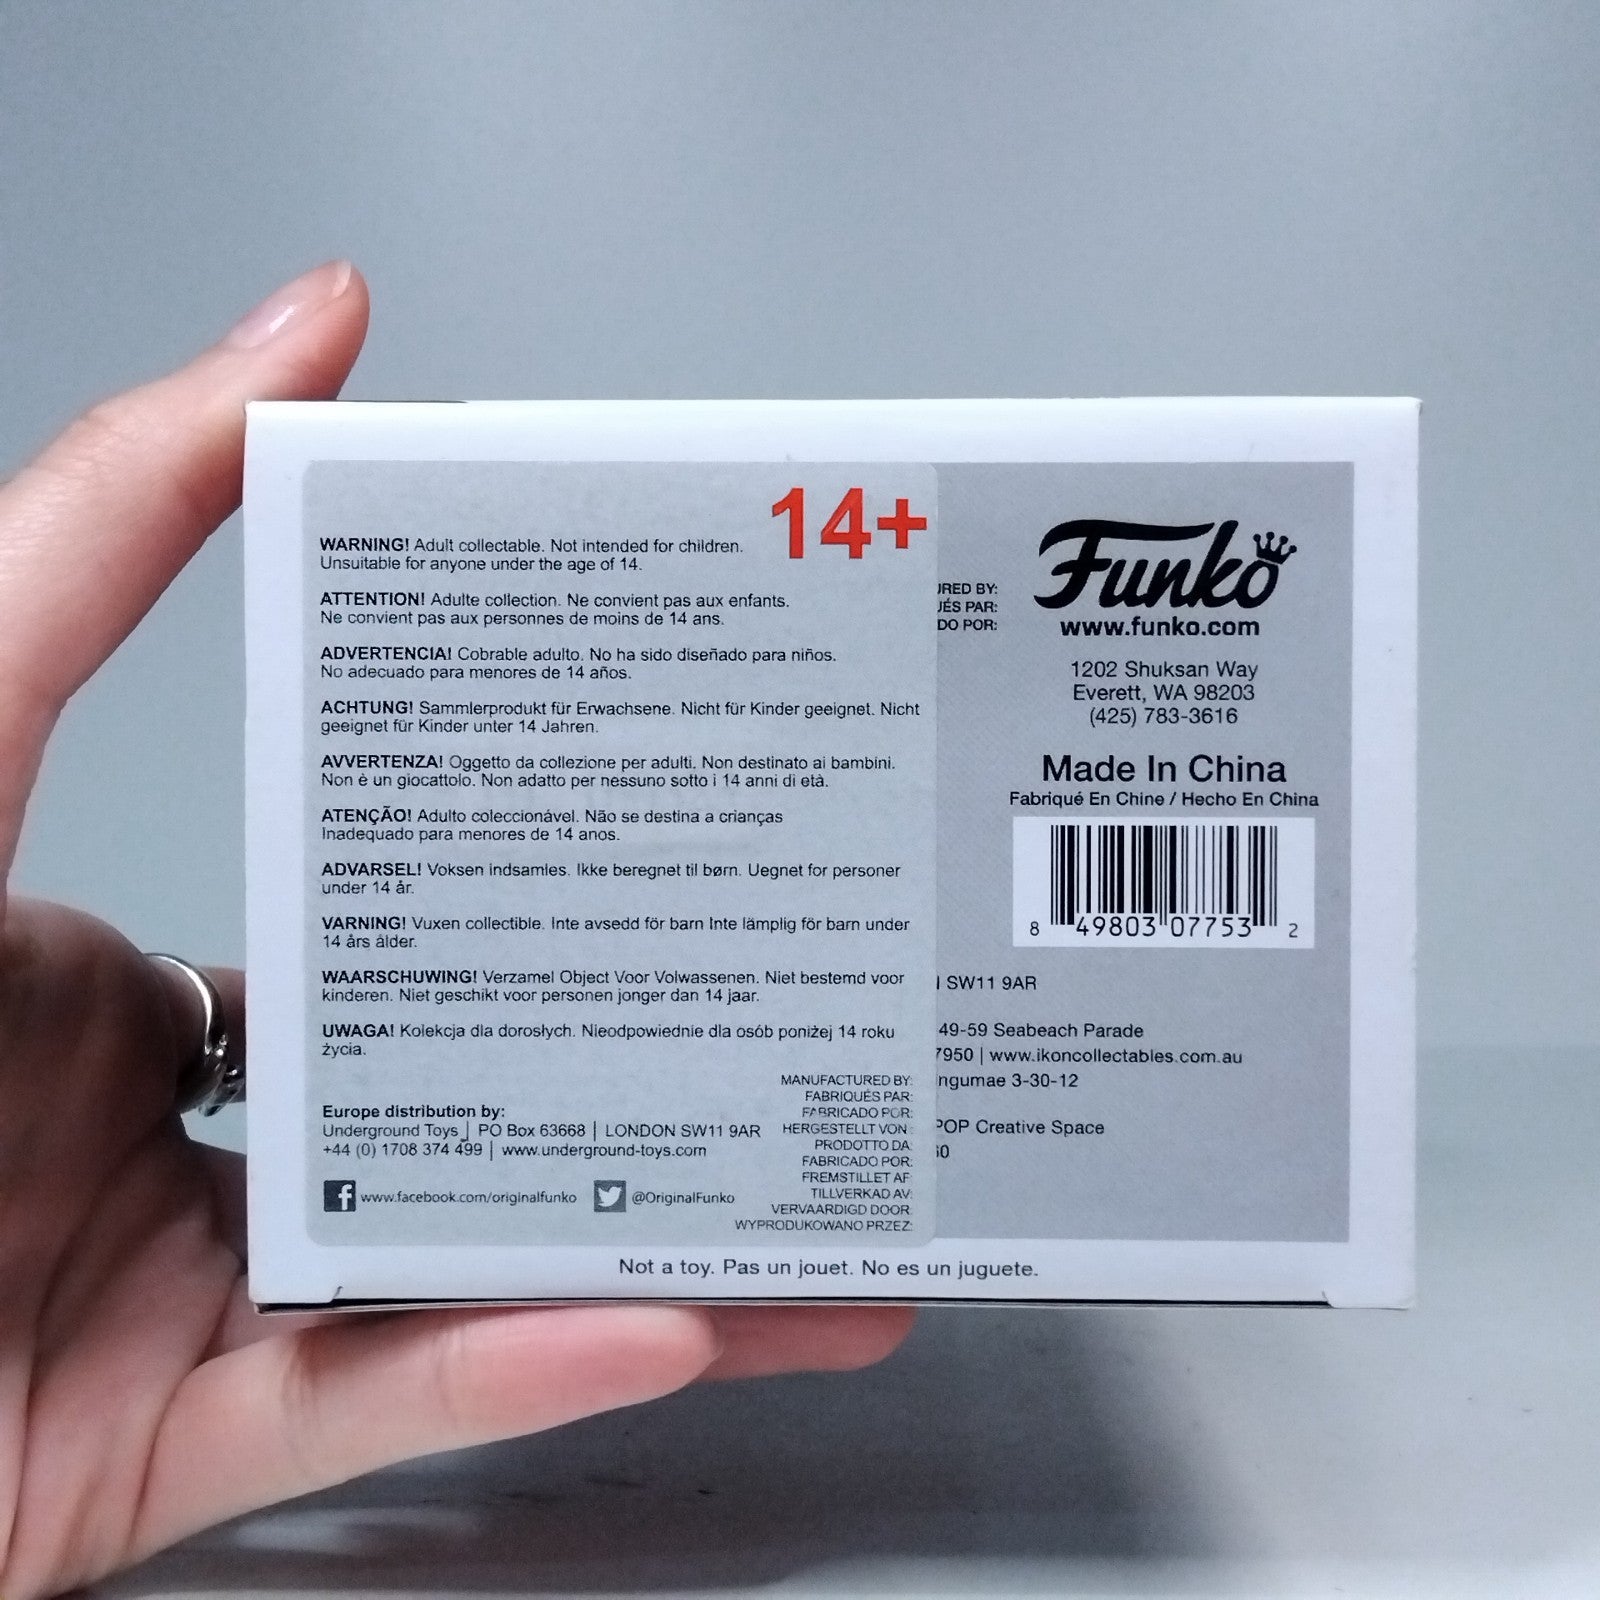 14+
WARNING! Adult collectable. Not intended for children.
Unsuitable for anyone under the age of 14.
ATTENTION! Adulte collection. Ne convient pas aux enfants.
Ne convient pas aux personnes de moins de 14 ans.
ADVERTENCIA! Cobrable adulto. No ha sido diseñado para niños.
No adecuado para menores de 14 años.
ACHTUNG! Sammlerprodukt für Erwachsene. Nicht für Kinder geeignet. Nicht
geeignet für Kinder unter 14 Jahren.
AVVERTENZA! Oggetto da collezione per adulti. Non destinato ai bambini.
Non è un giocattolo. Non adatto per nessuno sotto i 14 anni di età.
ATENÇÃO! Adulto coleccionável. Não se destina a crianças
Inadequado para menores de 14 anos.
ADVARSEL! Voksen indsamles. Ikke beregnet til børn. Uegnet for personer
under 14 år.
VARNING! Vuxen collectible. Inte avsedd för barn Inte lämplig för barn under
14 års ålder.
WAARSCHUWING! Verzamel Object Voor Volwassenen. Niet bestemd voor
kinderen. Niet geschikt voor personen jonger dan 14 jaar.
UWAGA! Kolekcja dla dorosłych. Nieodpowiednie dla osób poniżej 14 roku
życia.
Europe distribution by:
Underground Toys | PO Box 63668 | LONDON SW11 9AR
+44 (0) 1708 374 499 | www.underground-toys.com
www.facebook.com/originalfunko @OriginalFunko
MANUFACTURED BY:
FABRIQUÉS PAR:
FABRICADO POR:
HERGESTELLT VON :
PRODOTTO DA:
FABRICADO POR:
FREMSTILLET AF:
TILLVERKAD AV:
VERVAARDIGD DOOR:
WYPRODUKOWANO PRZEZ:
URED BY:
UÉS PAR:
DO POR:
Funko
www.funko.com
1202 Shuksan Way
Everett, WA 98203
(425) 783-3616
Made In China
Fabriqué En Chine / Hecho En China
8 49803 07753 2
SW11 9AR
49-59 Seabeach Parade
7950 | www.ikoncollectables.com.au
ngumae 3-30-12
POP Creative Space
Not a toy. Pas un jouet. No es un juguete.